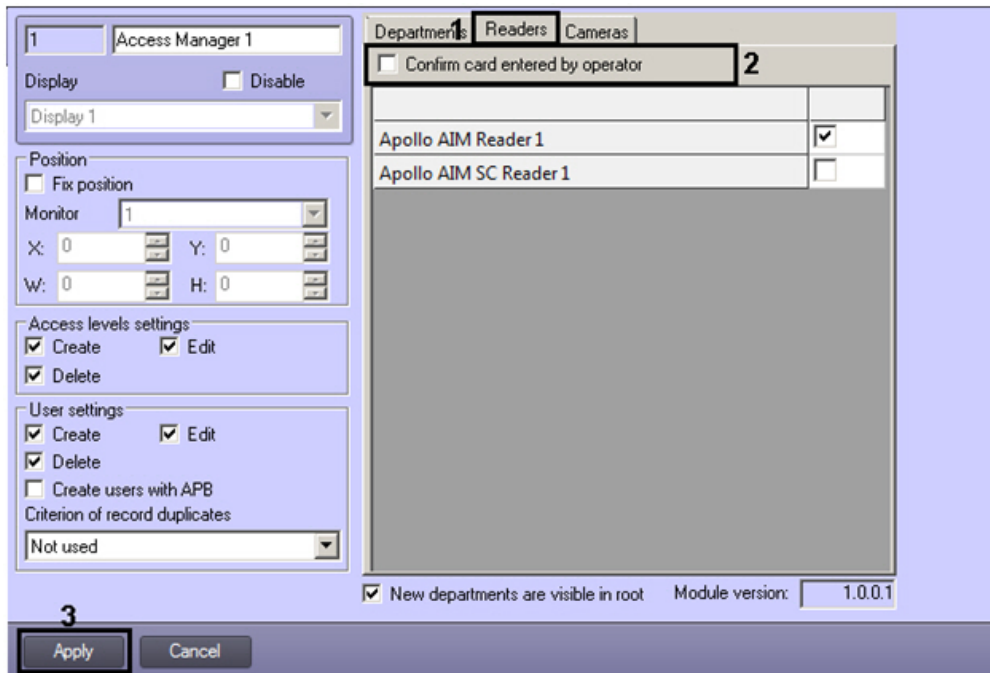 1 Access Manager 1
Display Disable
Display 1
Position
Fix position
Monitor 1
X: 0 Y: 0
W: 0 H: 0
Access levels settings
Create Edit
Delete
User settings
Create Edit
Delete
Create users with APB
Criterion of record duplicates
Not used
Departments 1 Readers Cameras
Confirm card entered by operator 2
Apollo AIM Reader 1
Apollo AIM SC Reader 1
New departments are visible in root Module version: 1.0.0.1
3
Apply Cancel